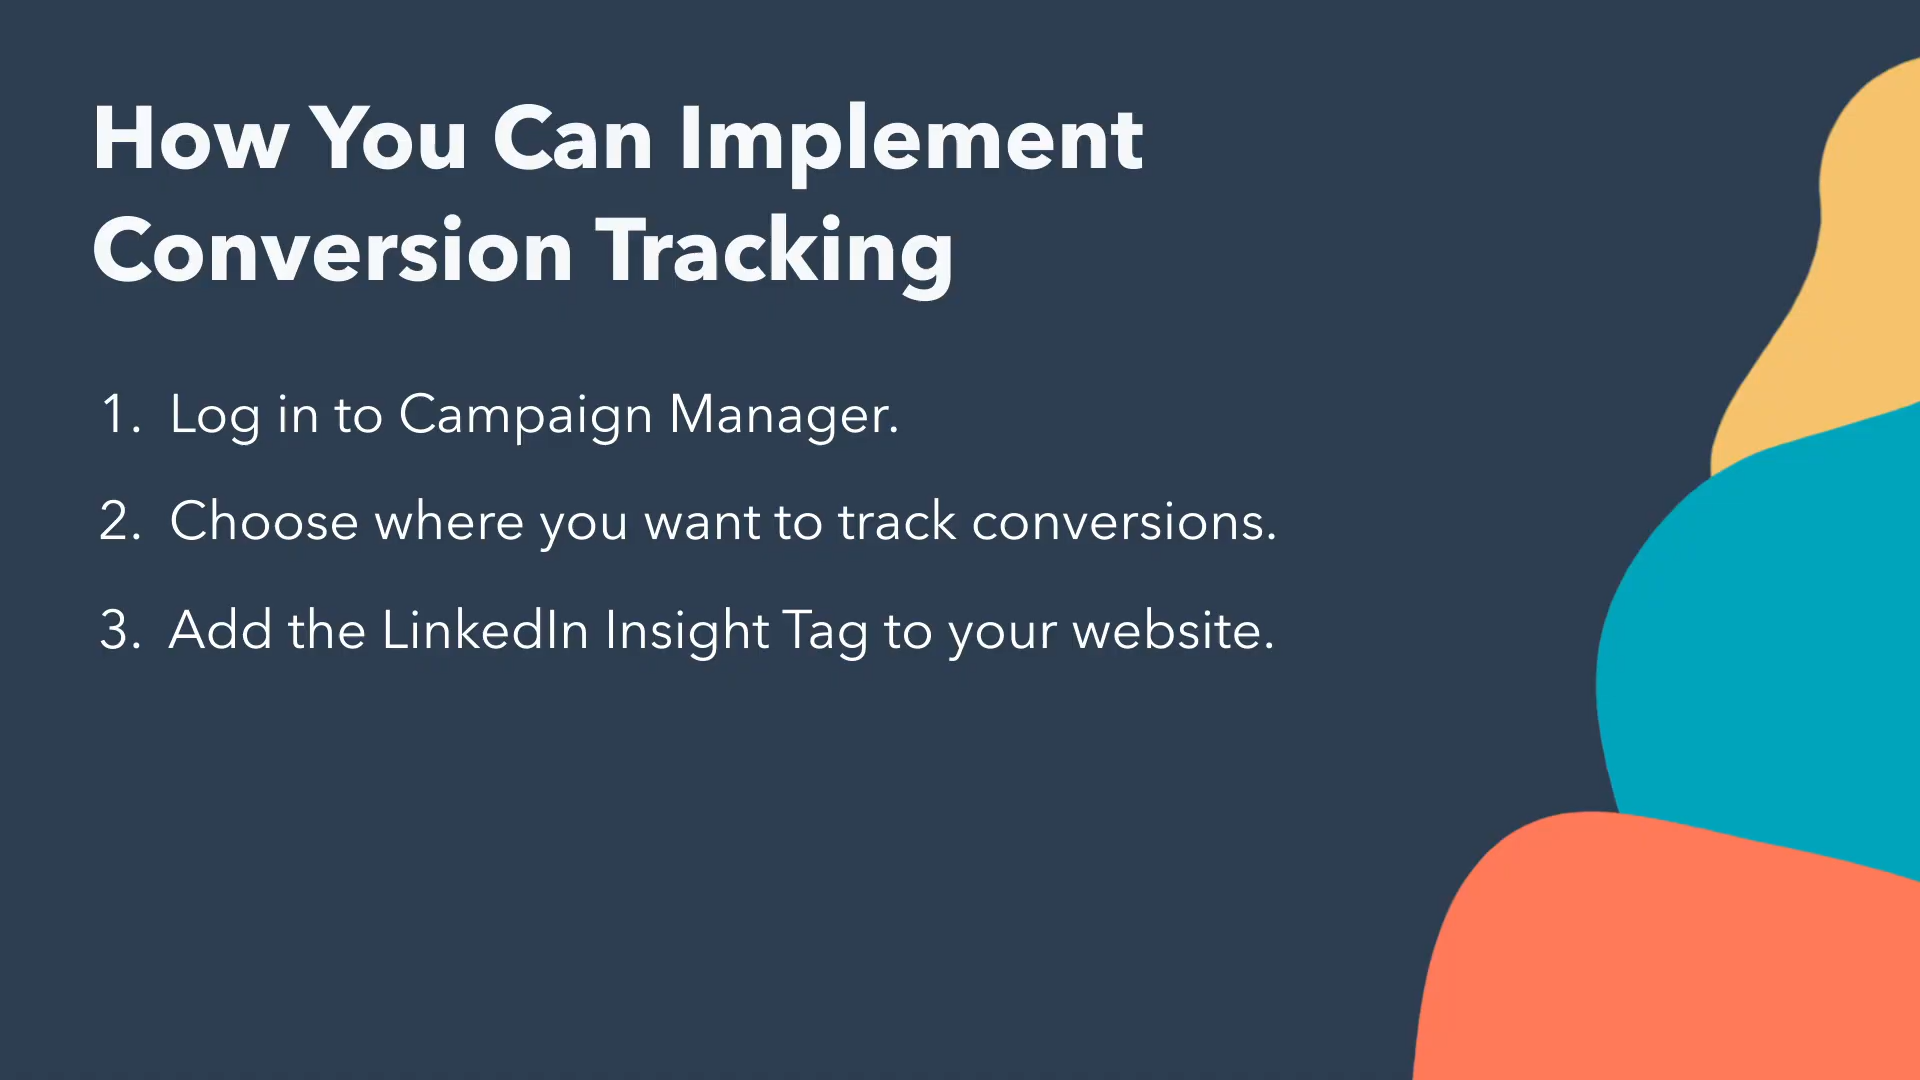 How You Can Implement
Conversion Tracking
1. Log in to Campaign Manager.
2. Choose where you want to track conversions.
3. Add the LinkedIn Insight Tag to your website.